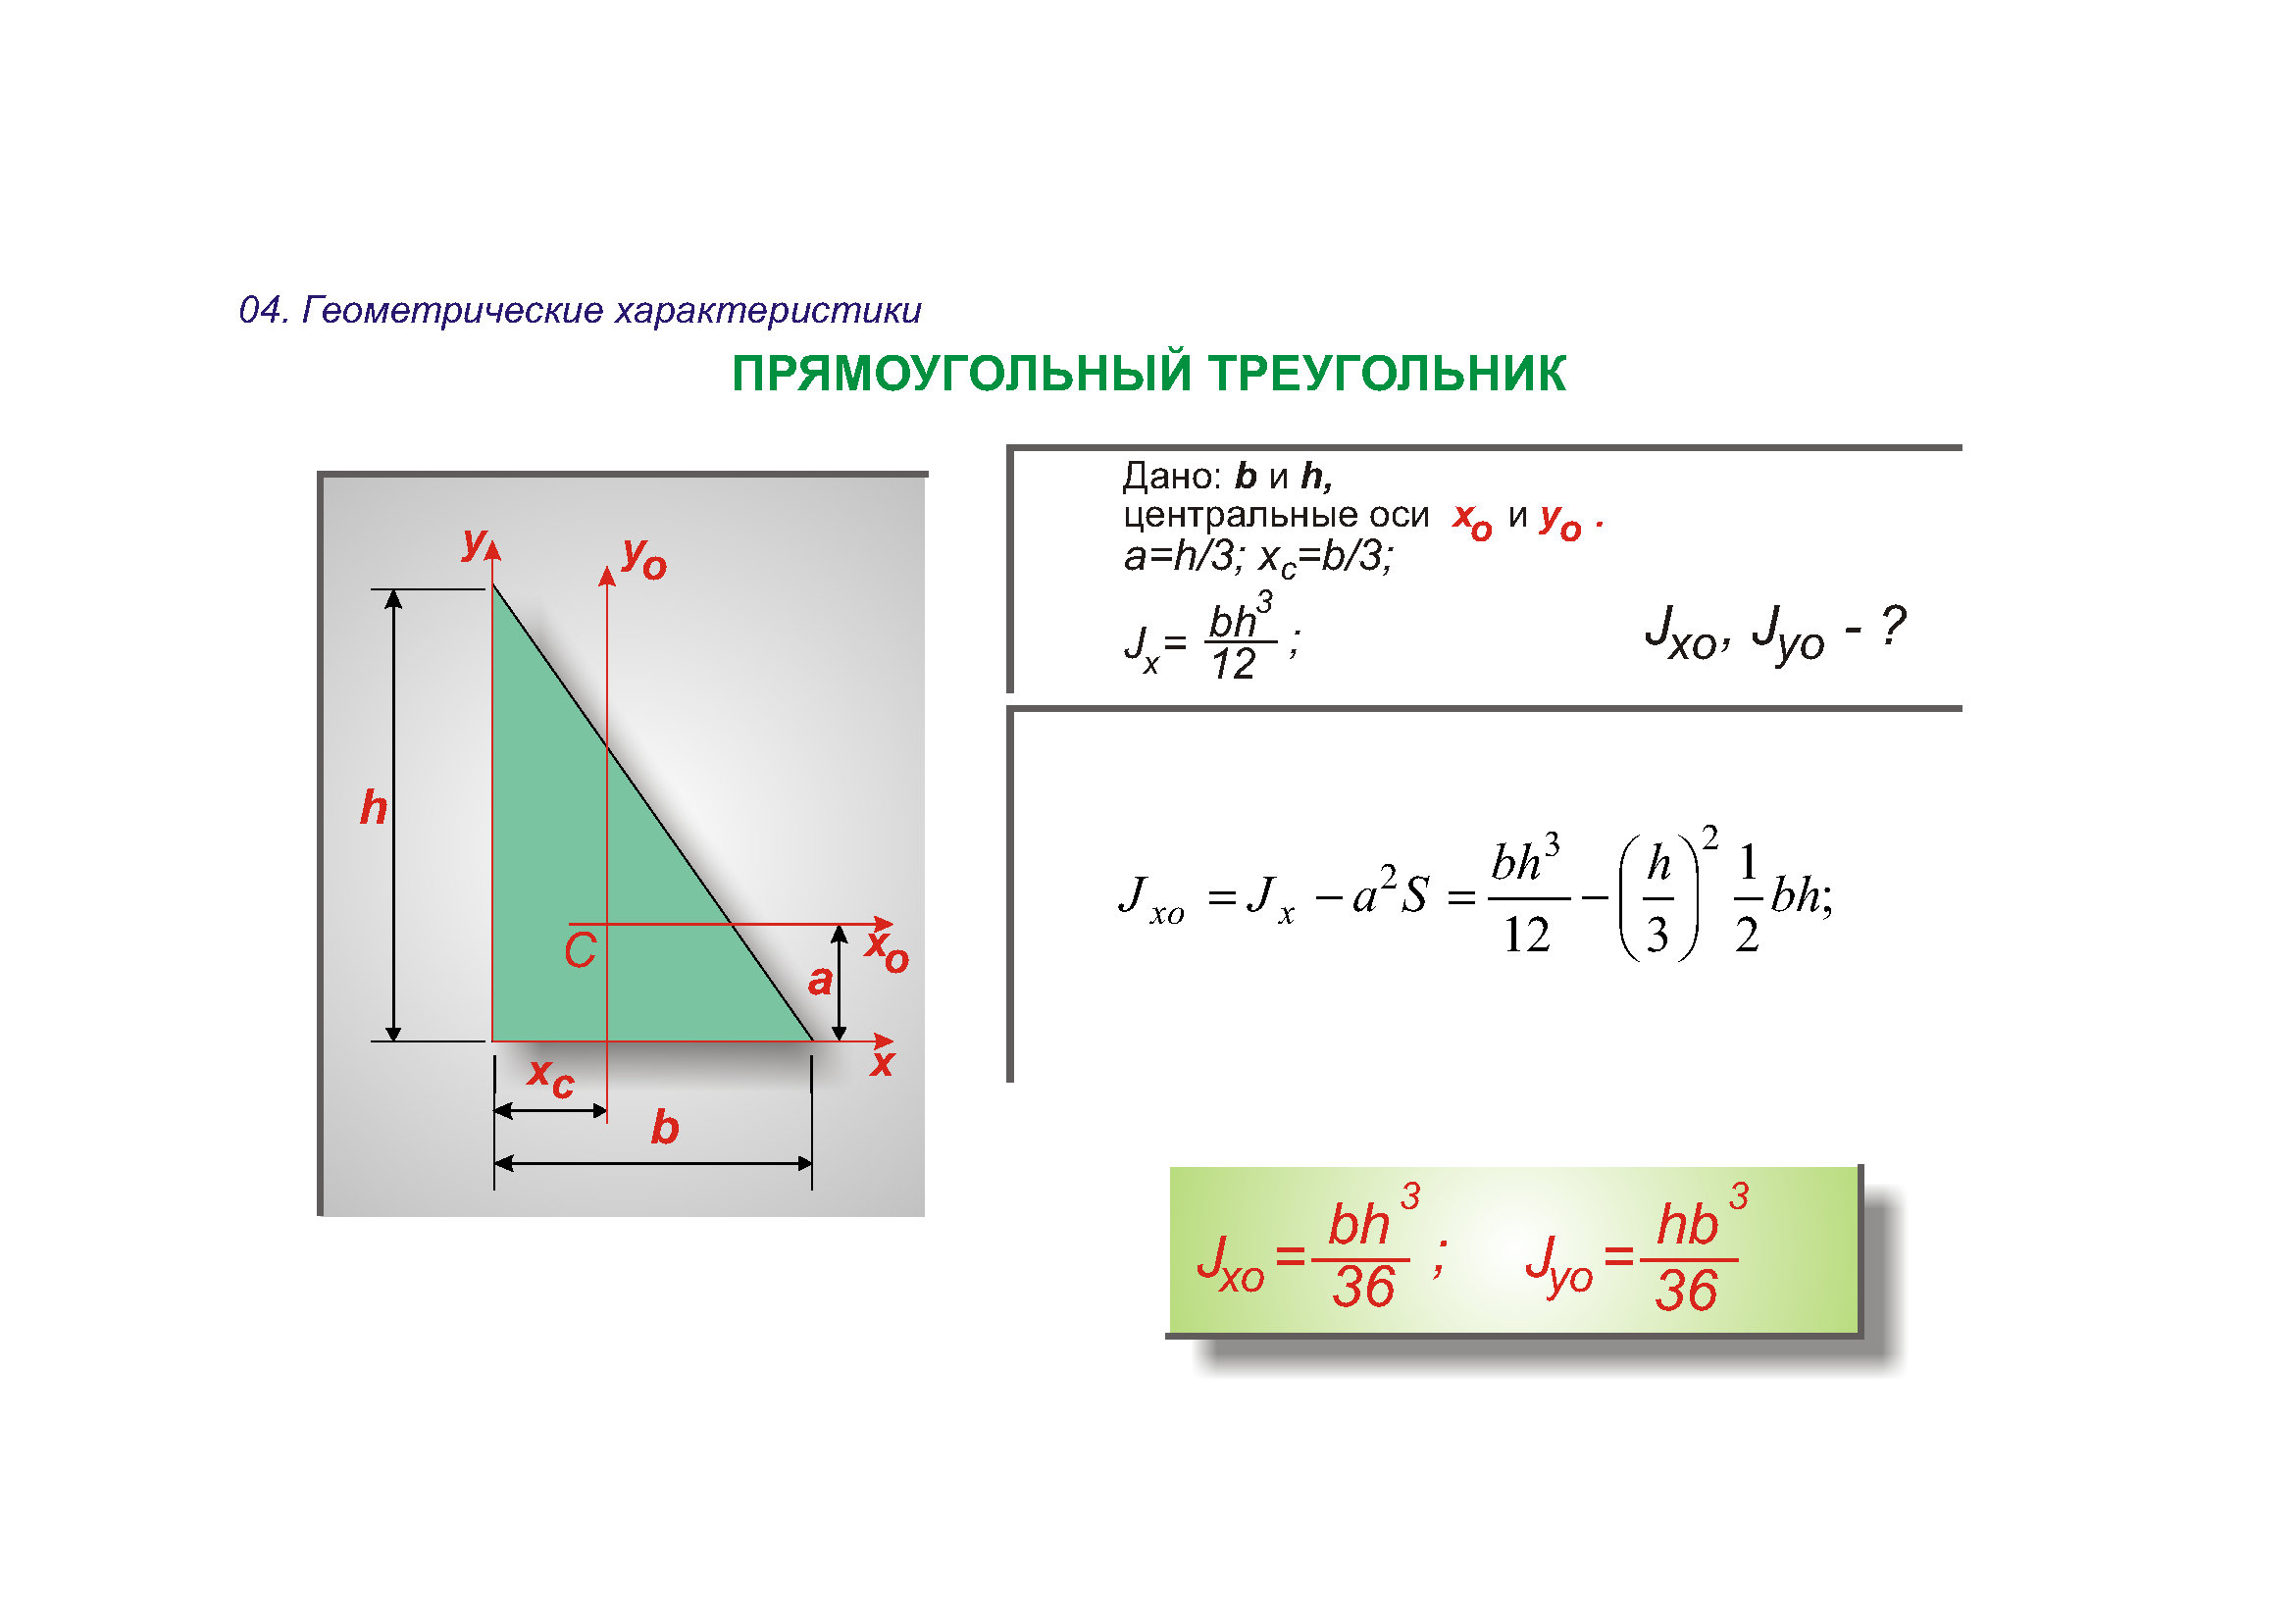 04. Геометрические характеристики
ПРЯМОУГОЛЬНЫЙ ТРЕУГОЛЬНИК
y
yo
h
C
xo
a
x
xc
b
Дано: b и h,
центральные оси xo и yo .
a=h/3; xc=b/3;
Jx= bh³/12 ;
Jxo, Jyo - ?
Jxo = Jx − a²S = bh³/12 − (h/3)² 1/2 bh;
Jxo = bh³/36 ; Jyo = hb³/36